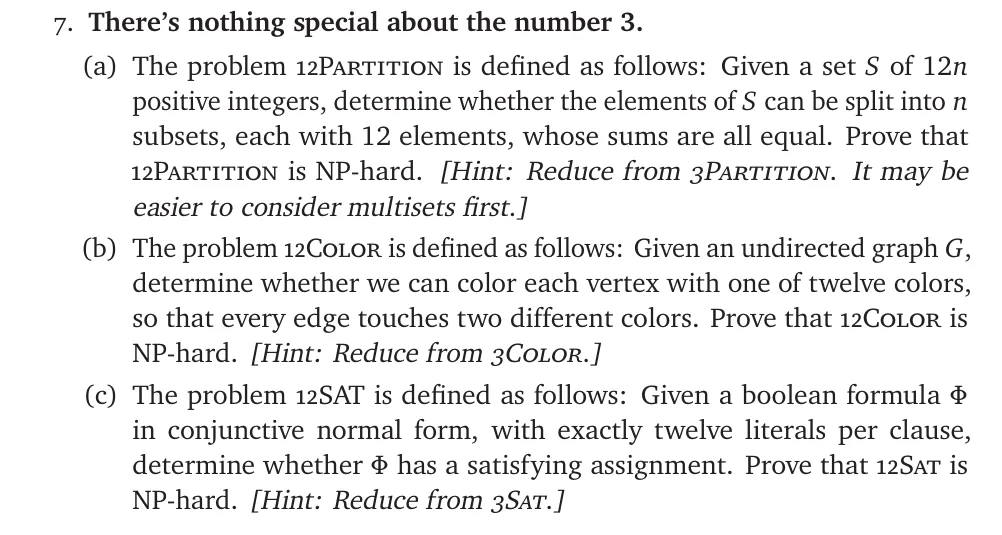 7. There's nothing special about the number 3.
(a) The problem 12PARTITION is defined as follows: Given a set S of 12n
positive integers, determine whether the elements of S can be split into n
subsets, each with 12 elements, whose sums are all equal. Prove that
12PARTITION is NP-hard. [Hint: Reduce from 3PARTITION. It may be
easier to consider multisets first.]
(b) The problem 12COLOR is defined as follows: Given an undirected graph G,
determine whether we can color each vertex with one of twelve colors,
so that every edge touches two different colors. Prove that 12COLOR is
NP-hard. [Hint: Reduce from 3COLOR.]
(c) The problem 12SAT is defined as follows: Given a boolean formula Φ
in conjunctive normal form, with exactly twelve literals per clause,
determine whether Φ has a satisfying assignment. Prove that 12SAT is
NP-hard. [Hint: Reduce from 3SAT.]